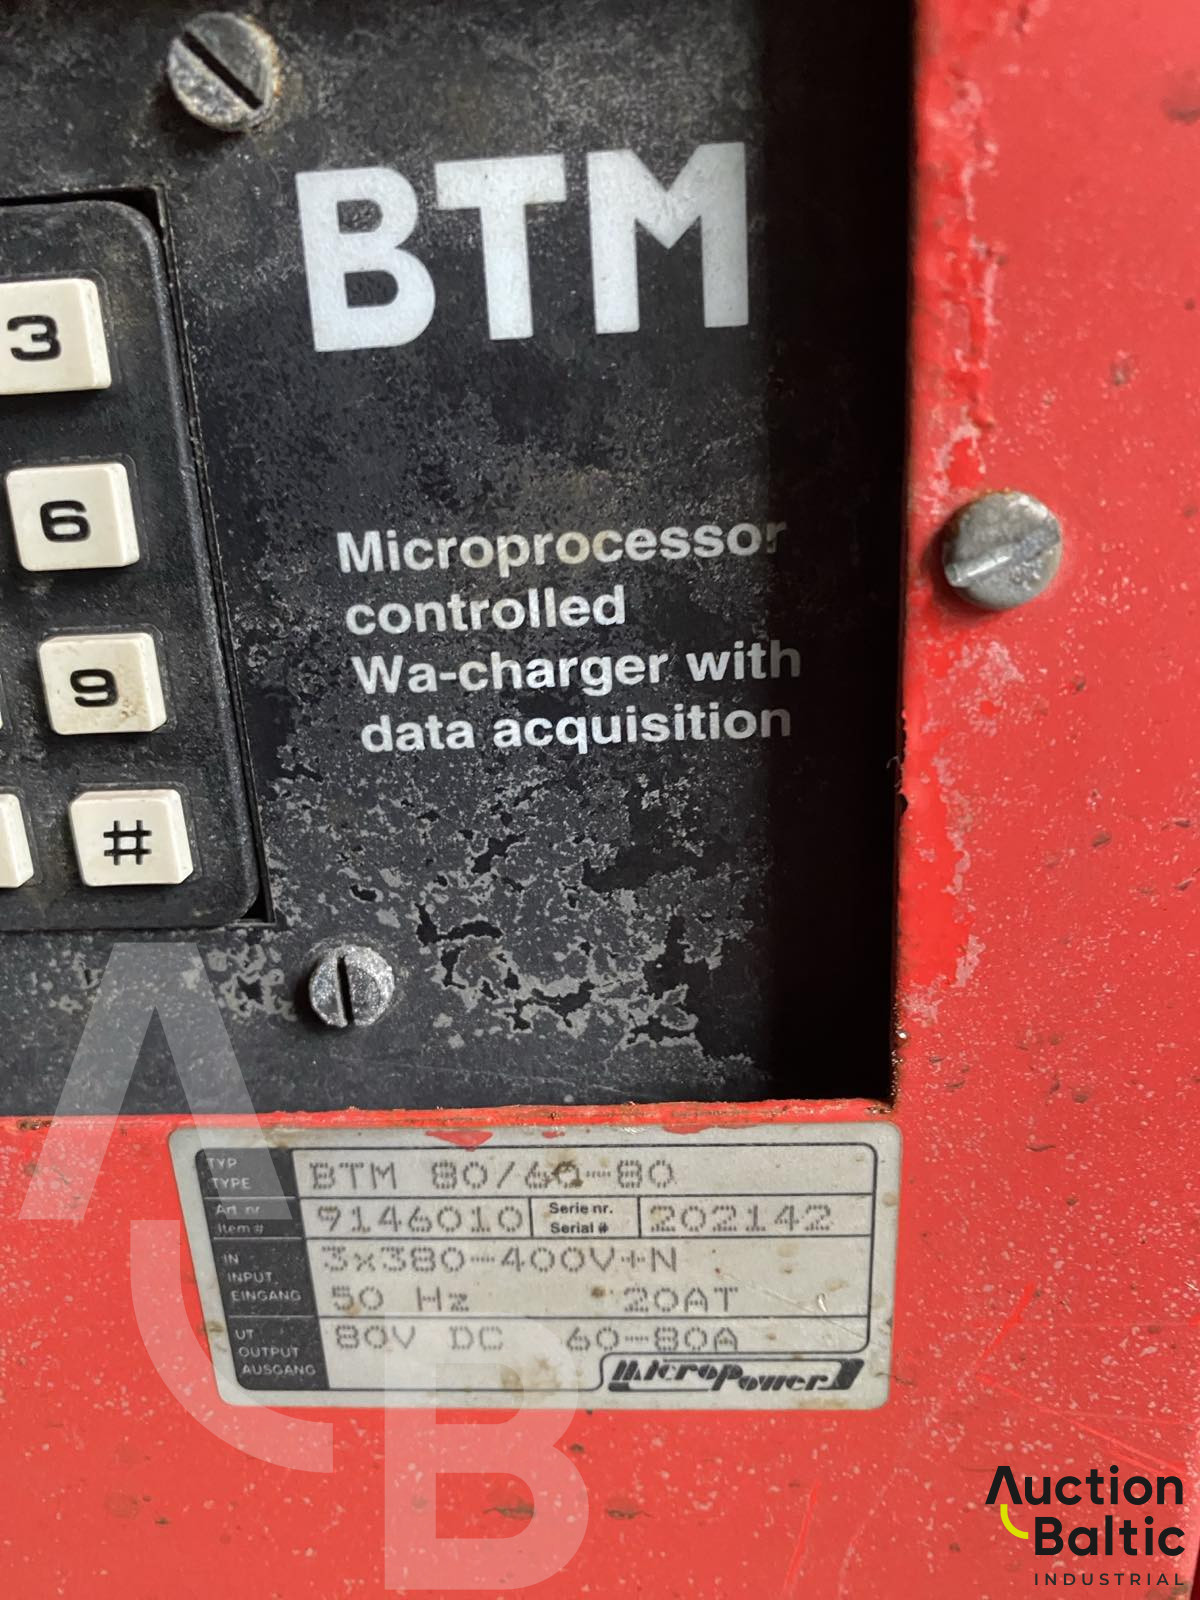 BTM
3
6
9
#
Microprocessor
controlled
Wa-charger with
data acquisition
TYP
TYPE
BTM 80/60-80
Art. nr.
Item #
9146010
Serie nr.
Serial #
202142
IN
INPUT
EINGANG
3x380-400V+N
50 Hz 20AT
UT
OUTPUT
AUSGANG
80V DC 60-80A
micropower
AB
Auction
Baltic
INDUSTRIAL